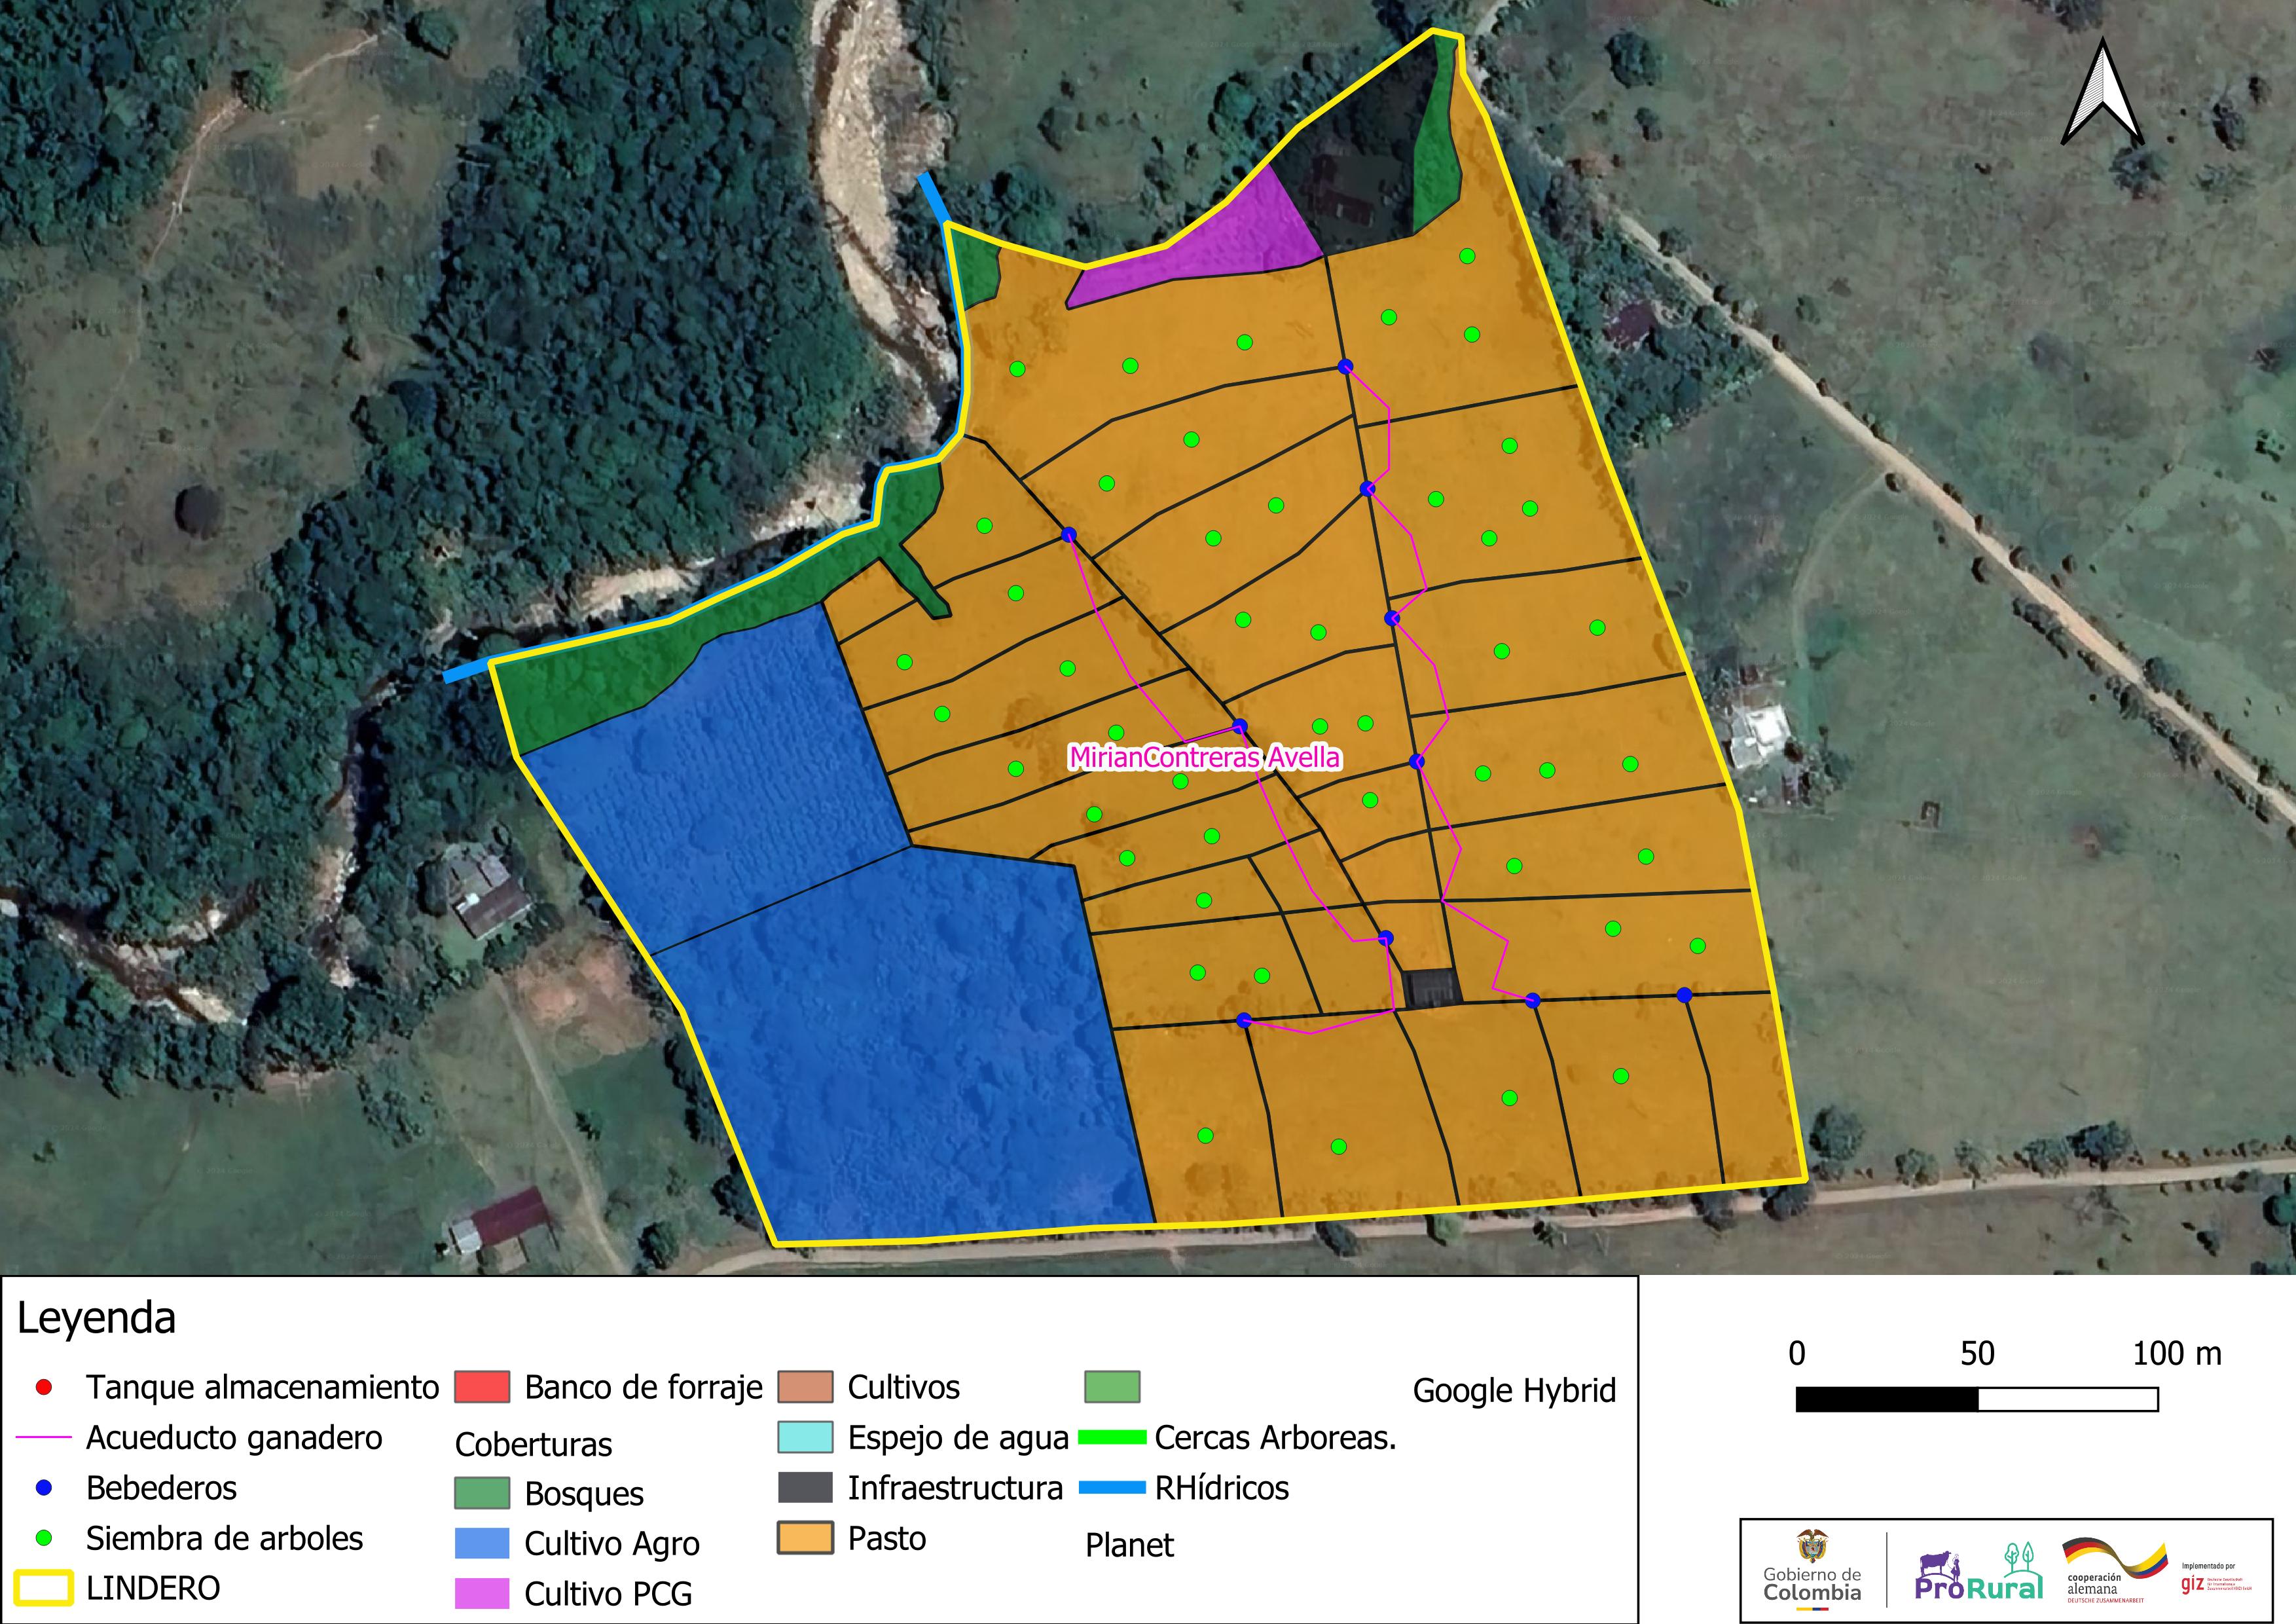 MirianContreras Avella
Leyenda
Tanque almacenamiento
Acueducto ganadero
Bebederos
Siembra de arboles
LINDERO
Banco de forraje
Coberturas
Bosques
Cultivo Agro
Cultivo PCG
Cultivos
Espejo de agua
Infraestructura
Pasto
Cercas Arboreas.
RHídricos
Planet
Google Hybrid
0 50 100 m
Gobierno de
Colombia
ProRural
cooperación
alemana
DEUTSCHE ZUSAMMENARBEIT
Implementado por
giz